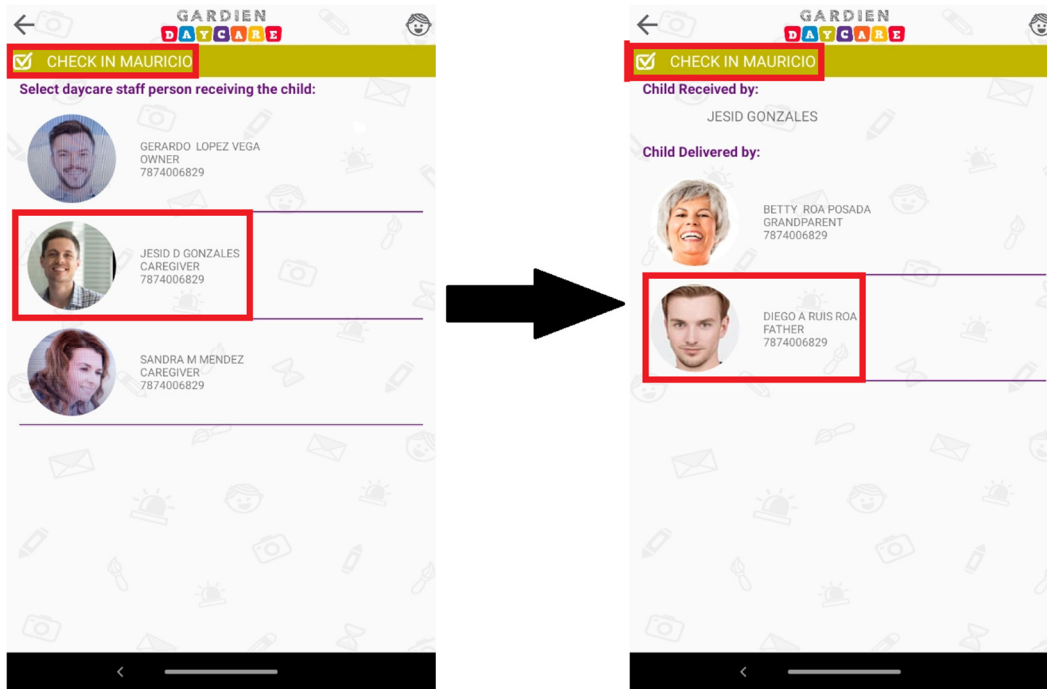 GARDIEN
DAYCARE
CHECK IN MAURICIO
Select daycare staff person receiving the child:
GERARDO LOPEZ VEGA
OWNER
7874006829
JESID D GONZALES
CAREGIVER
7874006829
SANDRA M MENDEZ
CAREGIVER
7874006829
GARDIEN
DAYCARE
CHECK IN MAURICIO
Child Received by:
JESID GONZALES
Child Delivered by:
BETTY ROA POSADA
GRANDPARENT
7874006829
DIEGO A RUIS ROA
FATHER
7874006829